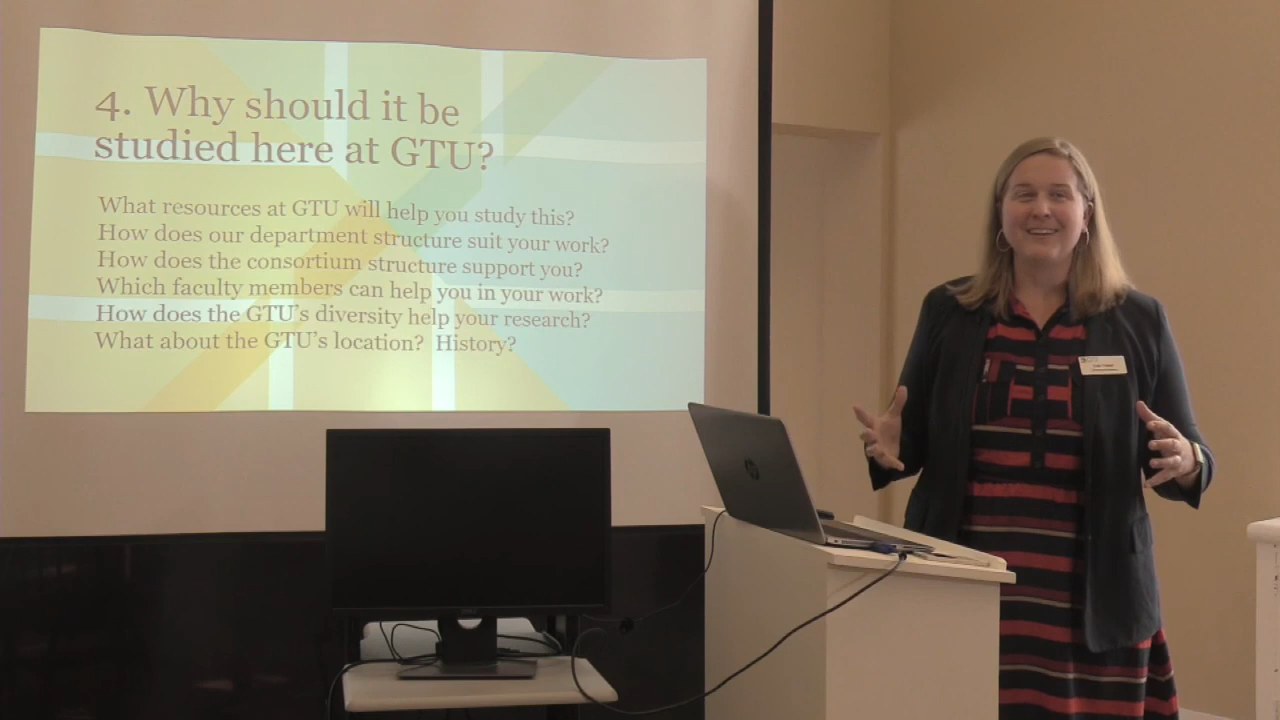 4. Why should it be
studied here at GTU?
What resources at GTU will help you study this?
How does our department structure suit your work?
How does the consortium structure support you?
Which faculty members can help you in your work?
How does the GTU's diversity help your research?
What about the GTU's location? History?
hp
DELL